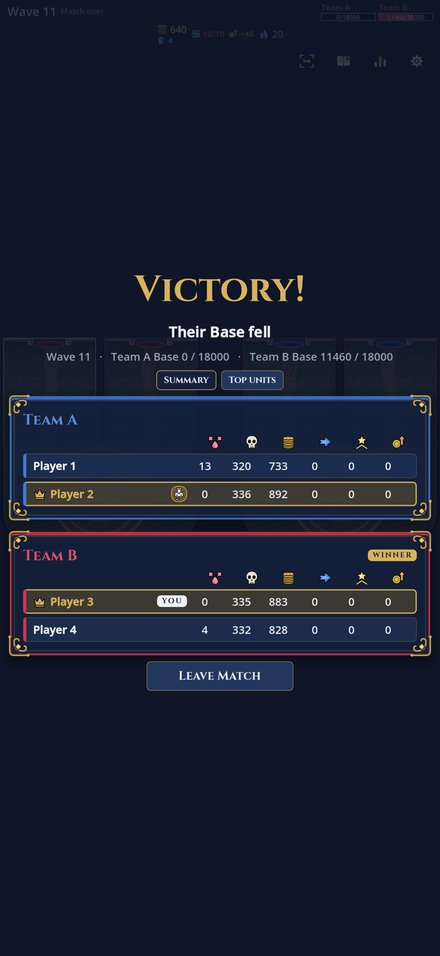 Wave 11 Match over
Team A Team B
0/18000 11460/18000
640 10/10 +40 20
4
VICTORY!
Their Base fell
Wave 11 · Team A Base 0 / 18000 · Team B Base 11460 / 18000
SUMMARY TOP UNITS
TEAM A
Player 1 13 320 733 0 0 0
Player 2 0 336 892 0 0 0
TEAM B WINNER
Player 3 YOU 0 335 883 0 0 0
Player 4 4 332 828 0 0 0
LEAVE MATCH